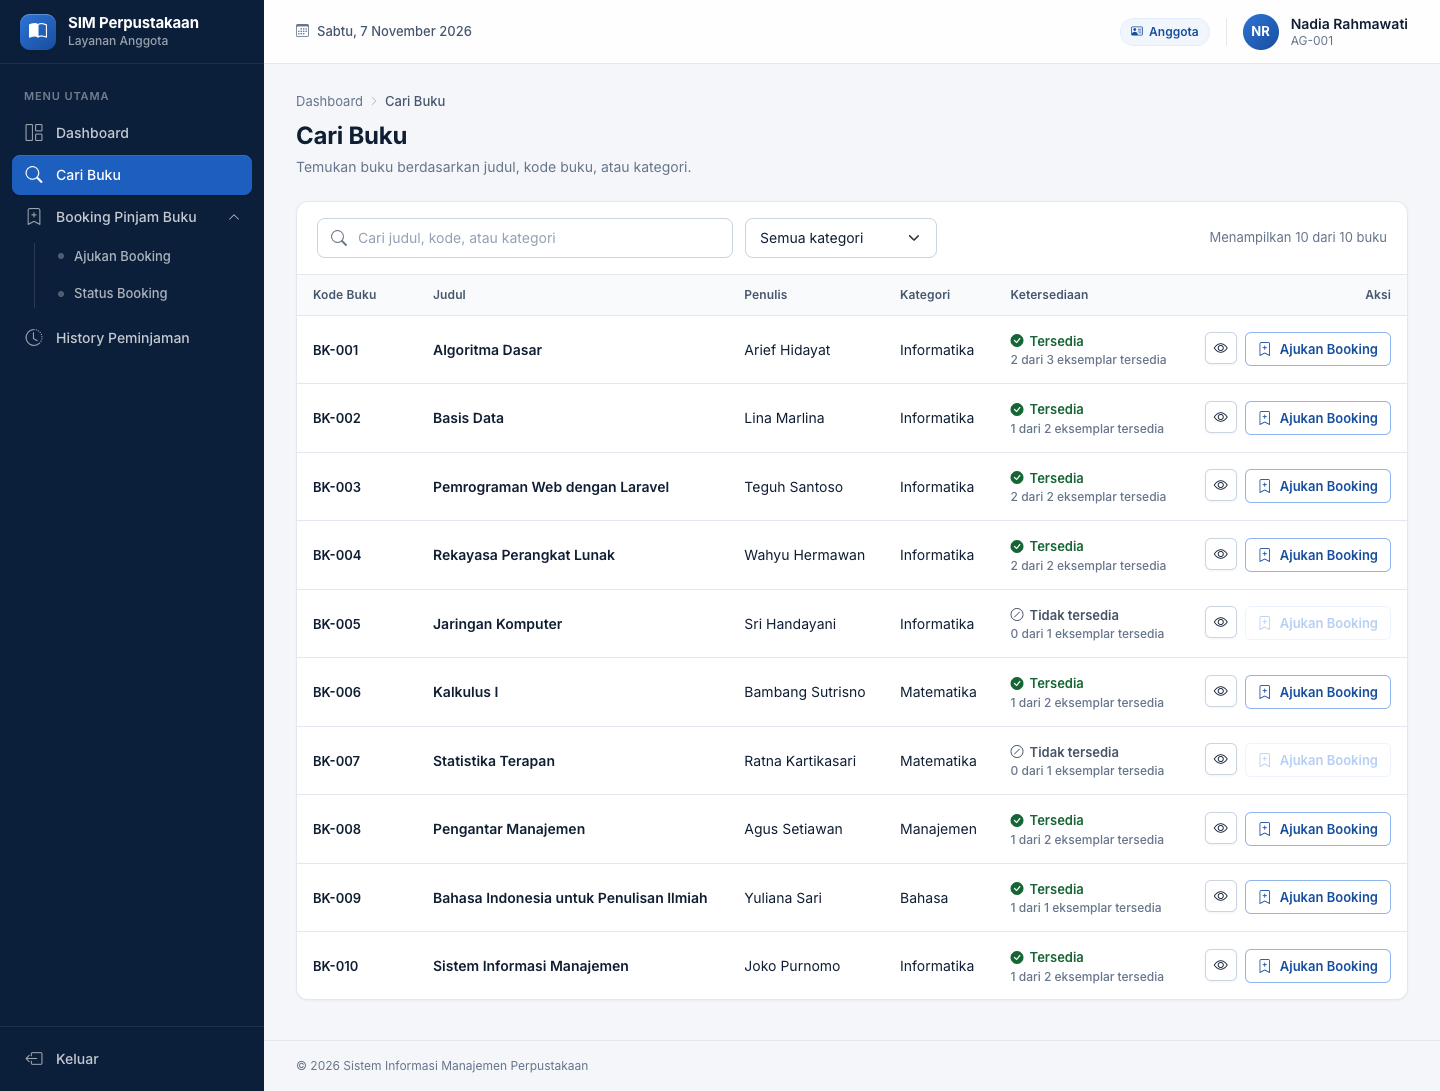 SIM Perpustakaan
Layanan Anggota
MENU UTAMA
Dashboard
Cari Buku
Booking Pinjam Buku
Ajukan Booking
Status Booking
History Peminjaman
Keluar
Sabtu, 7 November 2026
Anggota
NR
Nadia Rahmawati
AG-001
Dashboard > Cari Buku
Cari Buku
Temukan buku berdasarkan judul, kode buku, atau kategori.
Cari judul, kode, atau kategori
Semua kategori
Menampilkan 10 dari 10 buku
Kode Buku Judul Penulis Kategori Ketersediaan Aksi
BK-001 Algoritma Dasar Arief Hidayat Informatika Tersedia Ajukan Booking
2 dari 3 eksemplar tersedia
BK-002 Basis Data Lina Marlina Informatika Tersedia Ajukan Booking
1 dari 2 eksemplar tersedia
BK-003 Pemrograman Web dengan Laravel Teguh Santoso Informatika Tersedia Ajukan Booking
2 dari 2 eksemplar tersedia
BK-004 Rekayasa Perangkat Lunak Wahyu Hermawan Informatika Tersedia Ajukan Booking
2 dari 2 eksemplar tersedia
BK-005 Jaringan Komputer Sri Handayani Informatika Tidak tersedia Ajukan Booking
0 dari 1 eksemplar tersedia
BK-006 Kalkulus I Bambang Sutrisno Matematika Tersedia Ajukan Booking
1 dari 2 eksemplar tersedia
BK-007 Statistika Terapan Ratna Kartikasari Matematika Tidak tersedia Ajukan Booking
0 dari 1 eksemplar tersedia
BK-008 Pengantar Manajemen Agus Setiawan Manajemen Tersedia Ajukan Booking
1 dari 2 eksemplar tersedia
BK-009 Bahasa Indonesia untuk Penulisan Ilmiah Yuliana Sari Bahasa Tersedia Ajukan Booking
1 dari 1 eksemplar tersedia
BK-010 Sistem Informasi Manajemen Joko Purnomo Informatika Tersedia Ajukan Booking
1 dari 2 eksemplar tersedia
© 2026 Sistem Informasi Manajemen Perpustakaan